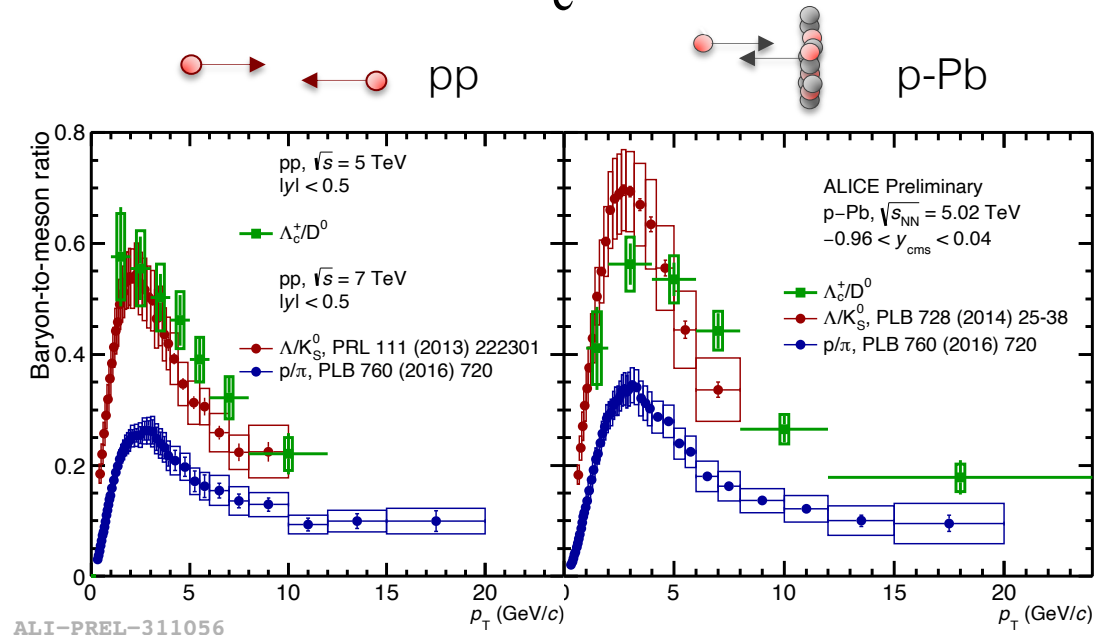 c
pp
p-Pb
Baryon-to-meson ratio
0.8
0.6
0.4
0.2
0
pp, √s = 5 TeV
|y| < 0.5
Λc+/D0
pp, √s = 7 TeV
|y| < 0.5
Λ/K0S, PRL 111 (2013) 222301
p/π, PLB 760 (2016) 720
0 5 10 15 20
pT (GeV/c)
ALICE Preliminary
p−Pb, √sNN = 5.02 TeV
−0.96 < ycms < 0.04
Λc+/D0
Λ/K0S, PLB 728 (2014) 25-38
p/π, PLB 760 (2016) 720
0 5 10 15 20
pT (GeV/c)
ALI−PREL−311056